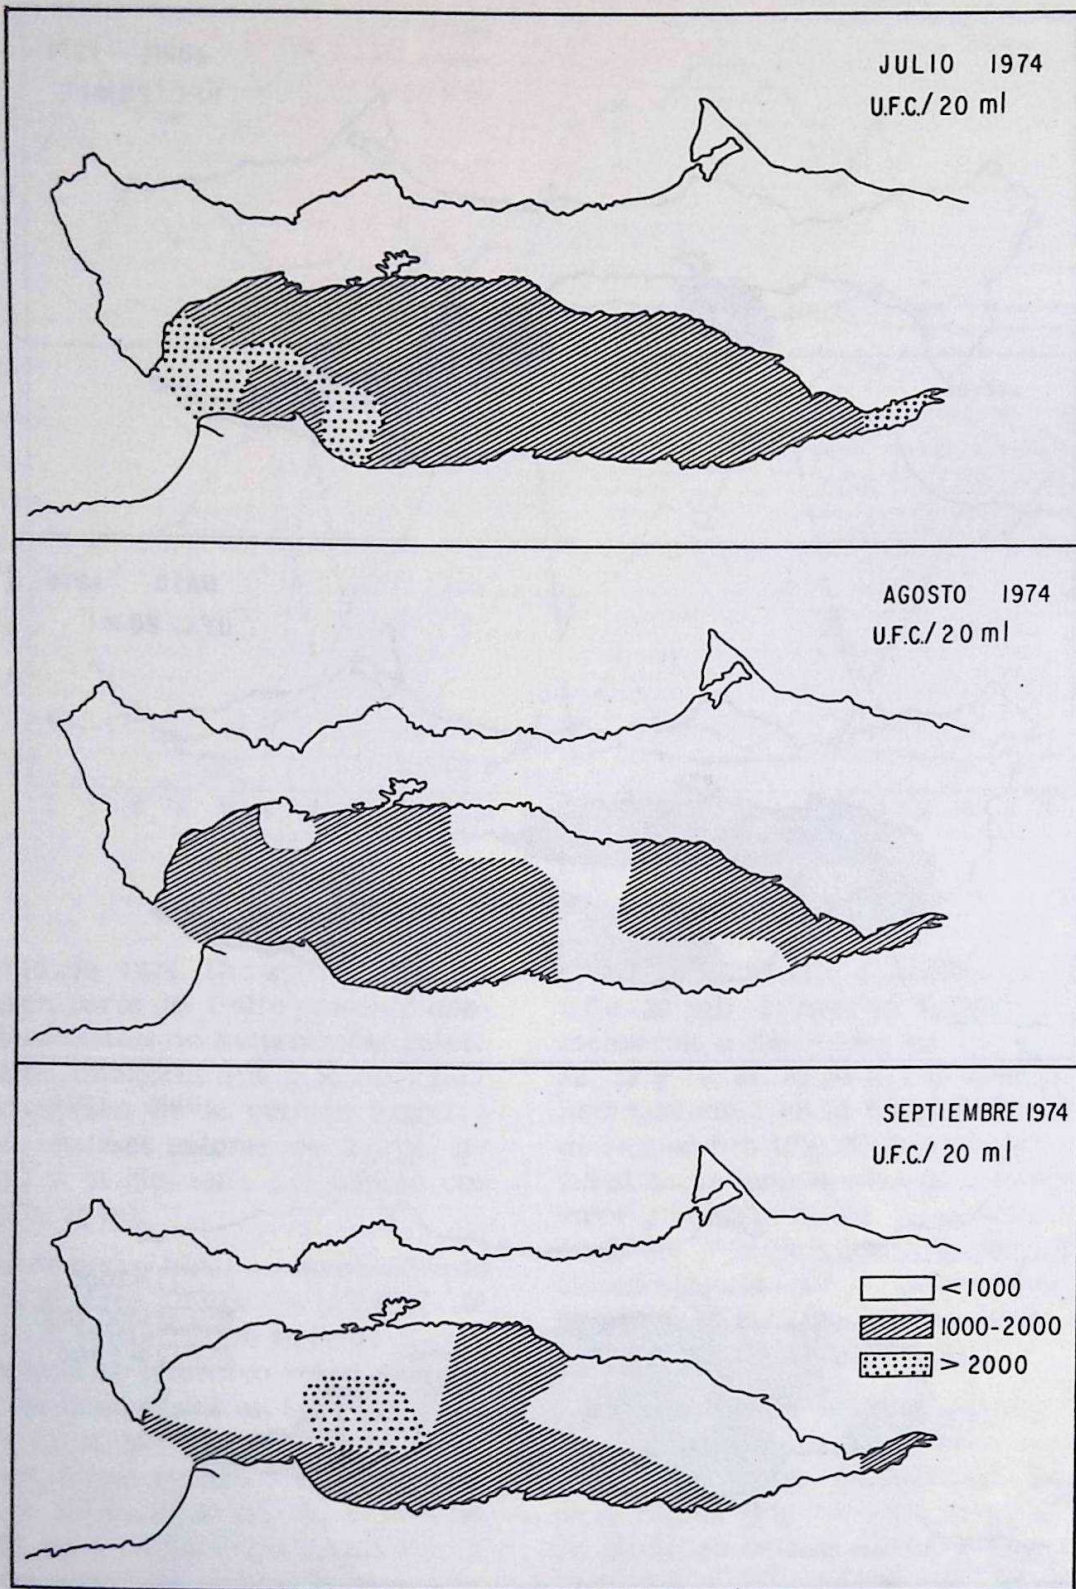 JULIO 1974
U.F.C./20 ml
AGOSTO 1974
U.F.C./20 ml
SEPTIEMBRE 1974
U.F.C./20 ml
<1000
1000-2000
> 2000